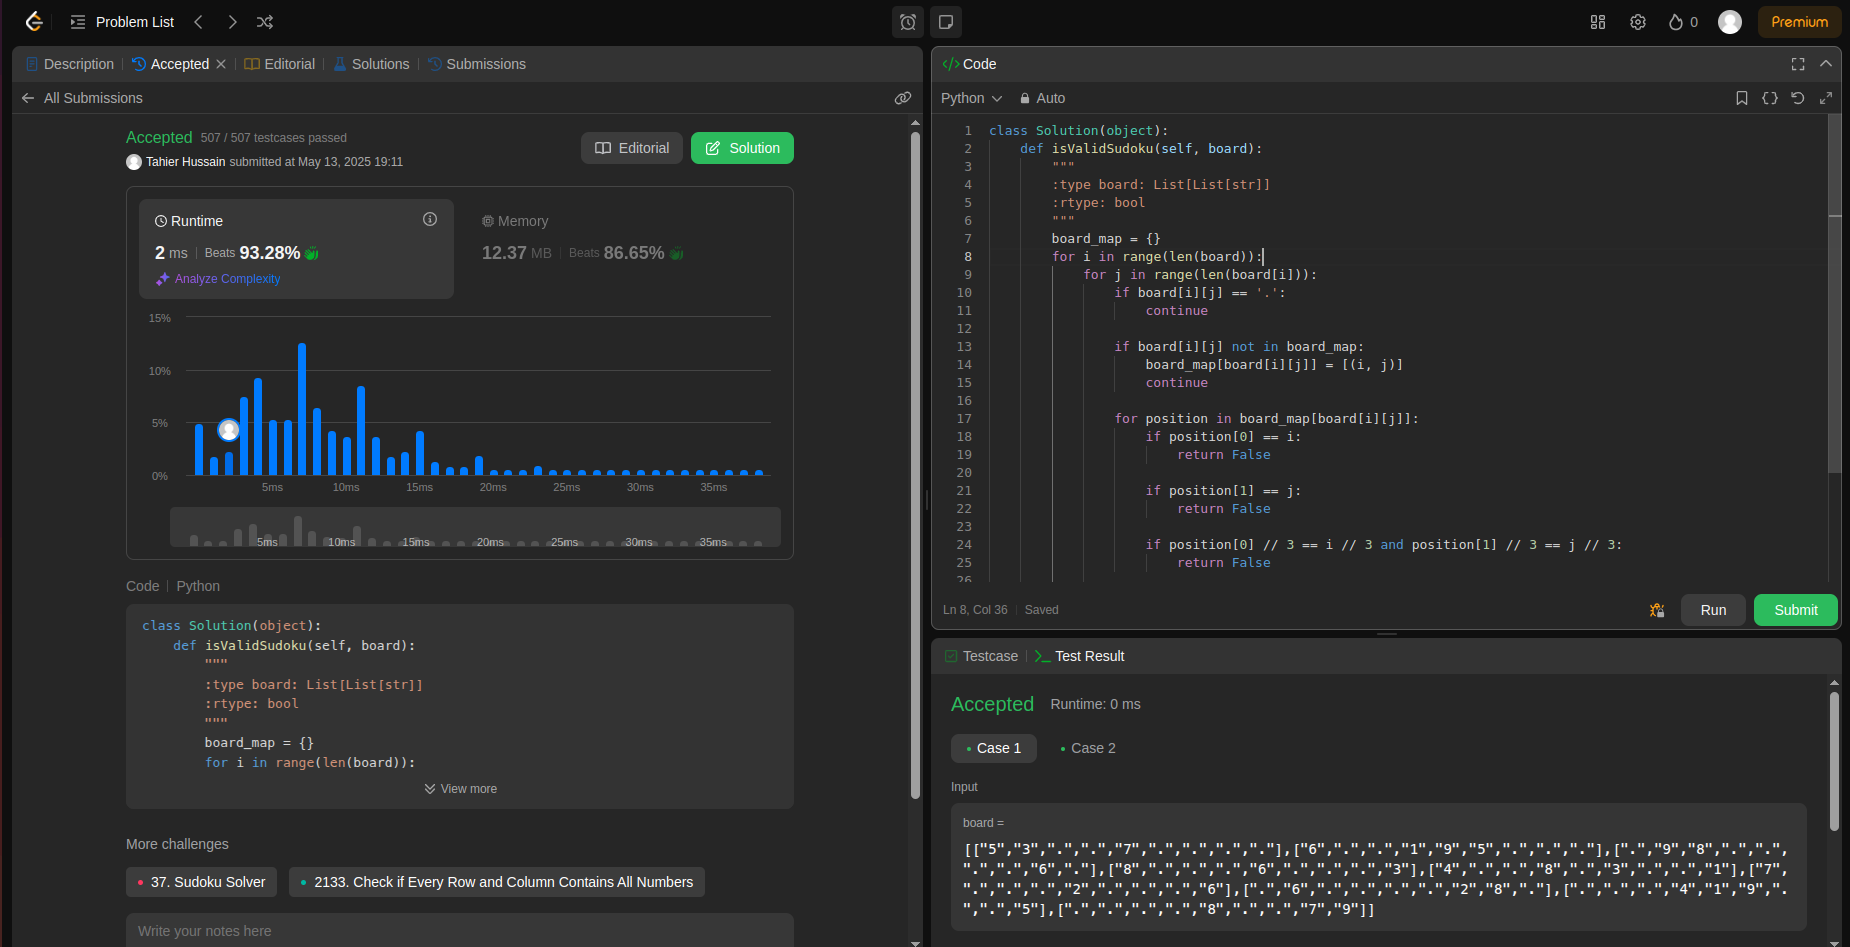 Problem List
0
Premium
Description
Accepted
Editorial
Solutions
Submissions
All Submissions
Accepted 507 / 507 testcases passed
Tahier Hussain submitted at May 13, 2025 19:11
Editorial
Solution
Runtime
2 ms Beats 93.28%
Analyze Complexity
Memory
12.37 MB Beats 86.65%
15%
10%
5%
0%
5ms 10ms 15ms 20ms 25ms 30ms 35ms
5ms 10ms 15ms 20ms 25ms 30ms 35ms
Code Python
class Solution(object):
def isValidSudoku(self, board):
"""
:type board: List[List[str]]
:rtype: bool
"""
board_map = {}
for i in range(len(board)):
View more
More challenges
37. Sudoku Solver
2133. Check if Every Row and Column Contains All Numbers
Write your notes here
</> Code
Python Auto
1 class Solution(object):
2 def isValidSudoku(self, board):
3 """
4 :type board: List[List[str]]
5 :rtype: bool
6 """
7 board_map = {}
8 for i in range(len(board)):
9 for j in range(len(board[i])):
10 if board[i][j] == '.':
11 continue
12
13 if board[i][j] not in board_map:
14 board_map[board[i][j]] = [(i, j)]
15 continue
16
17 for position in board_map[board[i][j]]:
18 if position[0] == i:
19 return False
20
21 if position[1] == j:
22 return False
23
24 if position[0] // 3 == i // 3 and position[1] // 3 == j // 3:
25 return False
26
Ln 8, Col 36 Saved
Run
Submit
Testcase
Test Result
Accepted Runtime: 0 ms
Case 1
Case 2
Input
board =
[["5","3",".",".","7",".",".",".","."],["6",".",".","1","9","5",".",".","."],[".","9","8",".",".",
".",".","6","."],["8",".",".",".","6",".",".",".","3"],["4",".",".","8",".","3",".",".","1"],["7",
".",".",".","2",".",".",".","6"],[".","6",".",".",".",".","2","8","."],[".",".",".","4","1","9",".
",".","5"],[".",".",".",".","8",".",".","7","9"]]